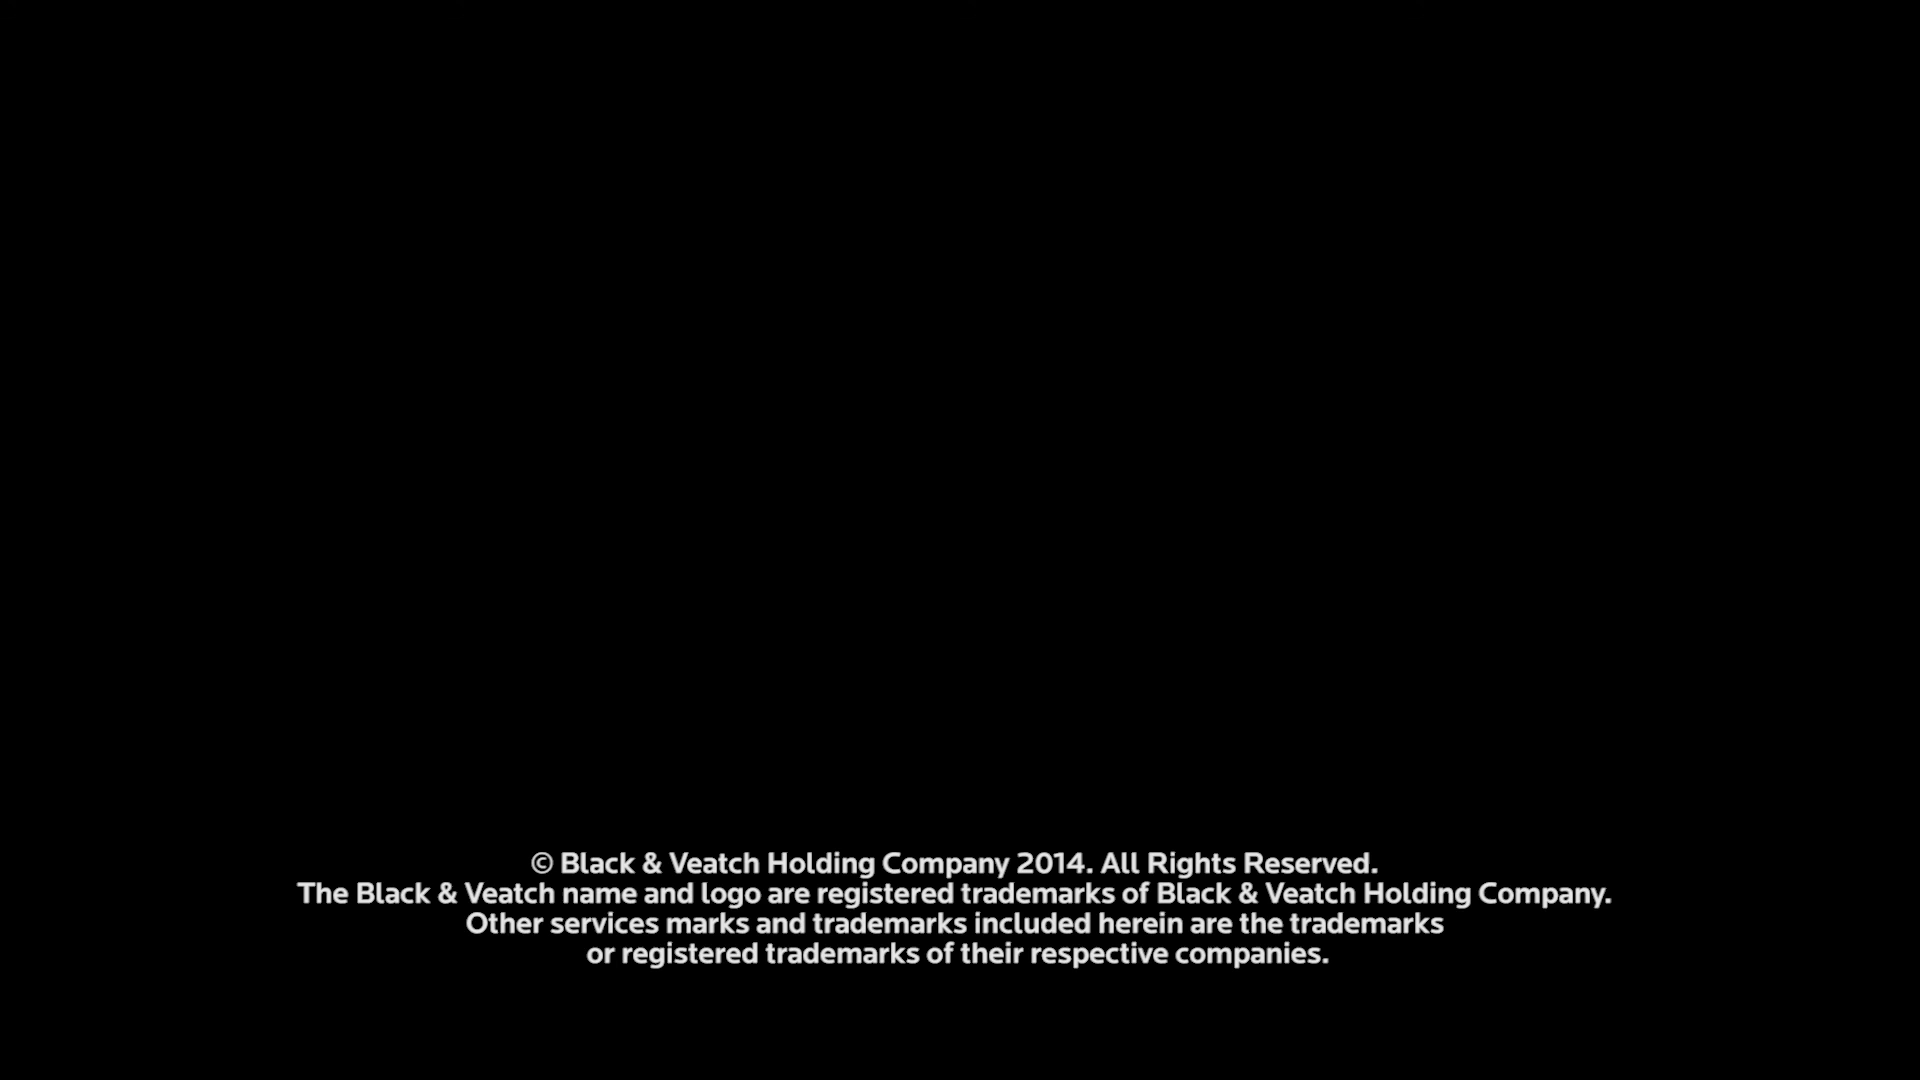 © Black & Veatch Holding Company 2014. All Rights Reserved.
The Black & Veatch name and logo are registered trademarks of Black & Veatch Holding Company.
Other services marks and trademarks included herein are the trademarks
or registered trademarks of their respective companies.